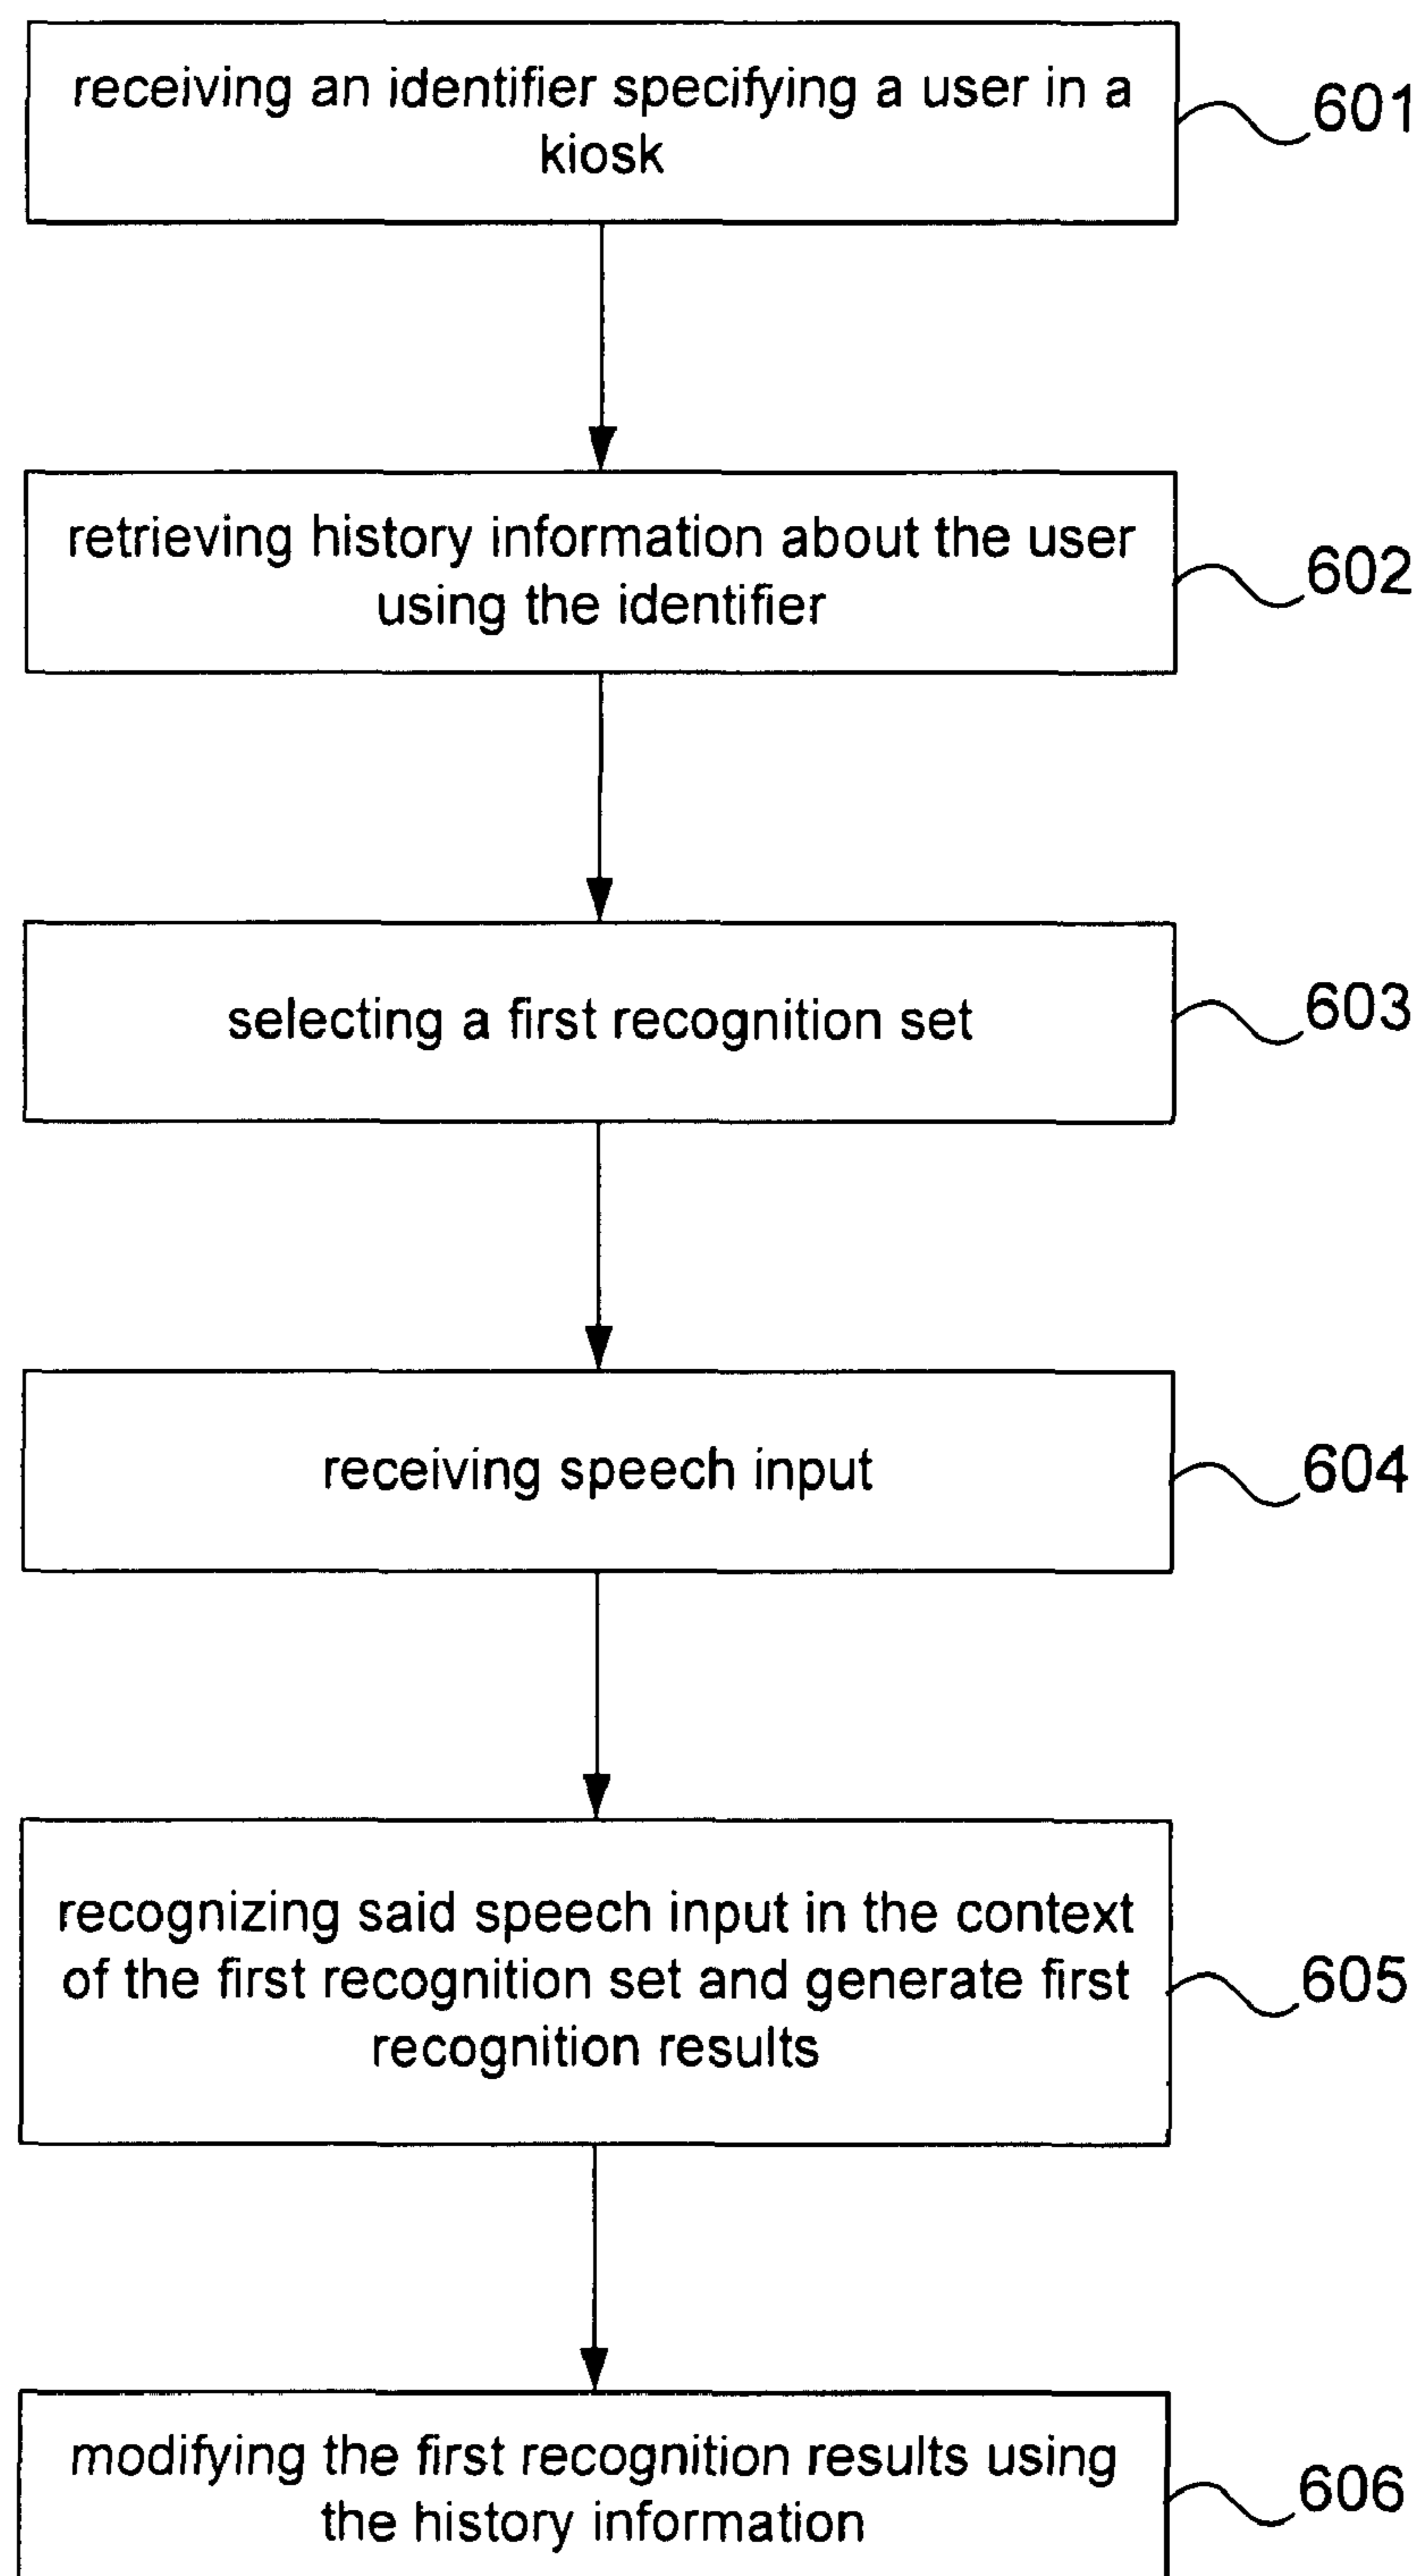 receiving an identifier specifying a user in a
kiosk
601
retrieving history information about the user
using the identifier
602
selecting a first recognition set
603
receiving speech input
604
recognizing said speech input in the context
of the first recognition set and generate first
recognition results
605
modifying the first recognition results using
the history information
606